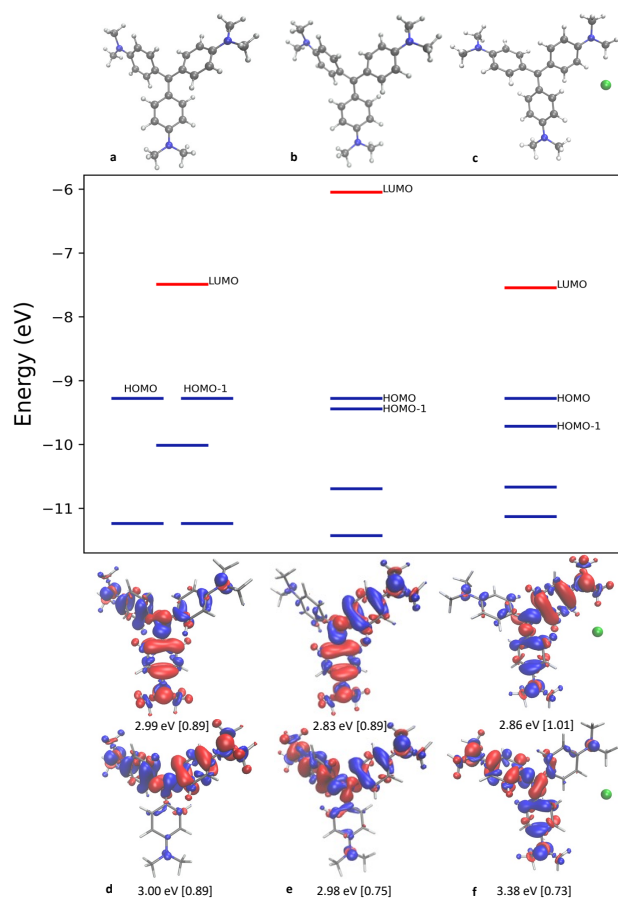 a b c
−6
LUMO
−7
LUMO
LUMO
−8
Energy (eV)
−9
HOMO HOMO-1
HOMO
HOMO
HOMO-1
HOMO-1
−10
−11
2.99 eV [0.89] 2.83 eV [0.89] 2.86 eV [1.01]
d 3.00 eV [0.89] e 2.98 eV [0.75] f 3.38 eV [0.73]